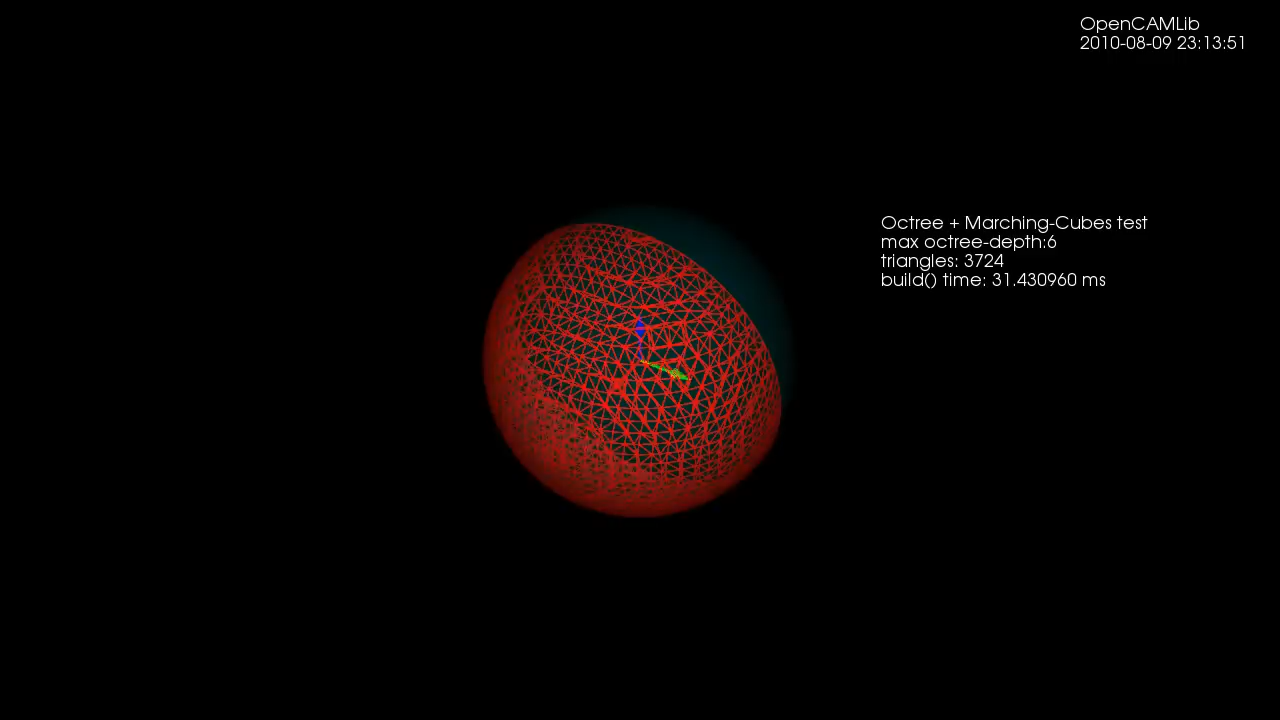 OpenCAMLib
2010-08-09 23:13:51
Octree + Marching-Cubes test
max octree-depth:6
triangles: 3724
build() time: 31.430960 ms